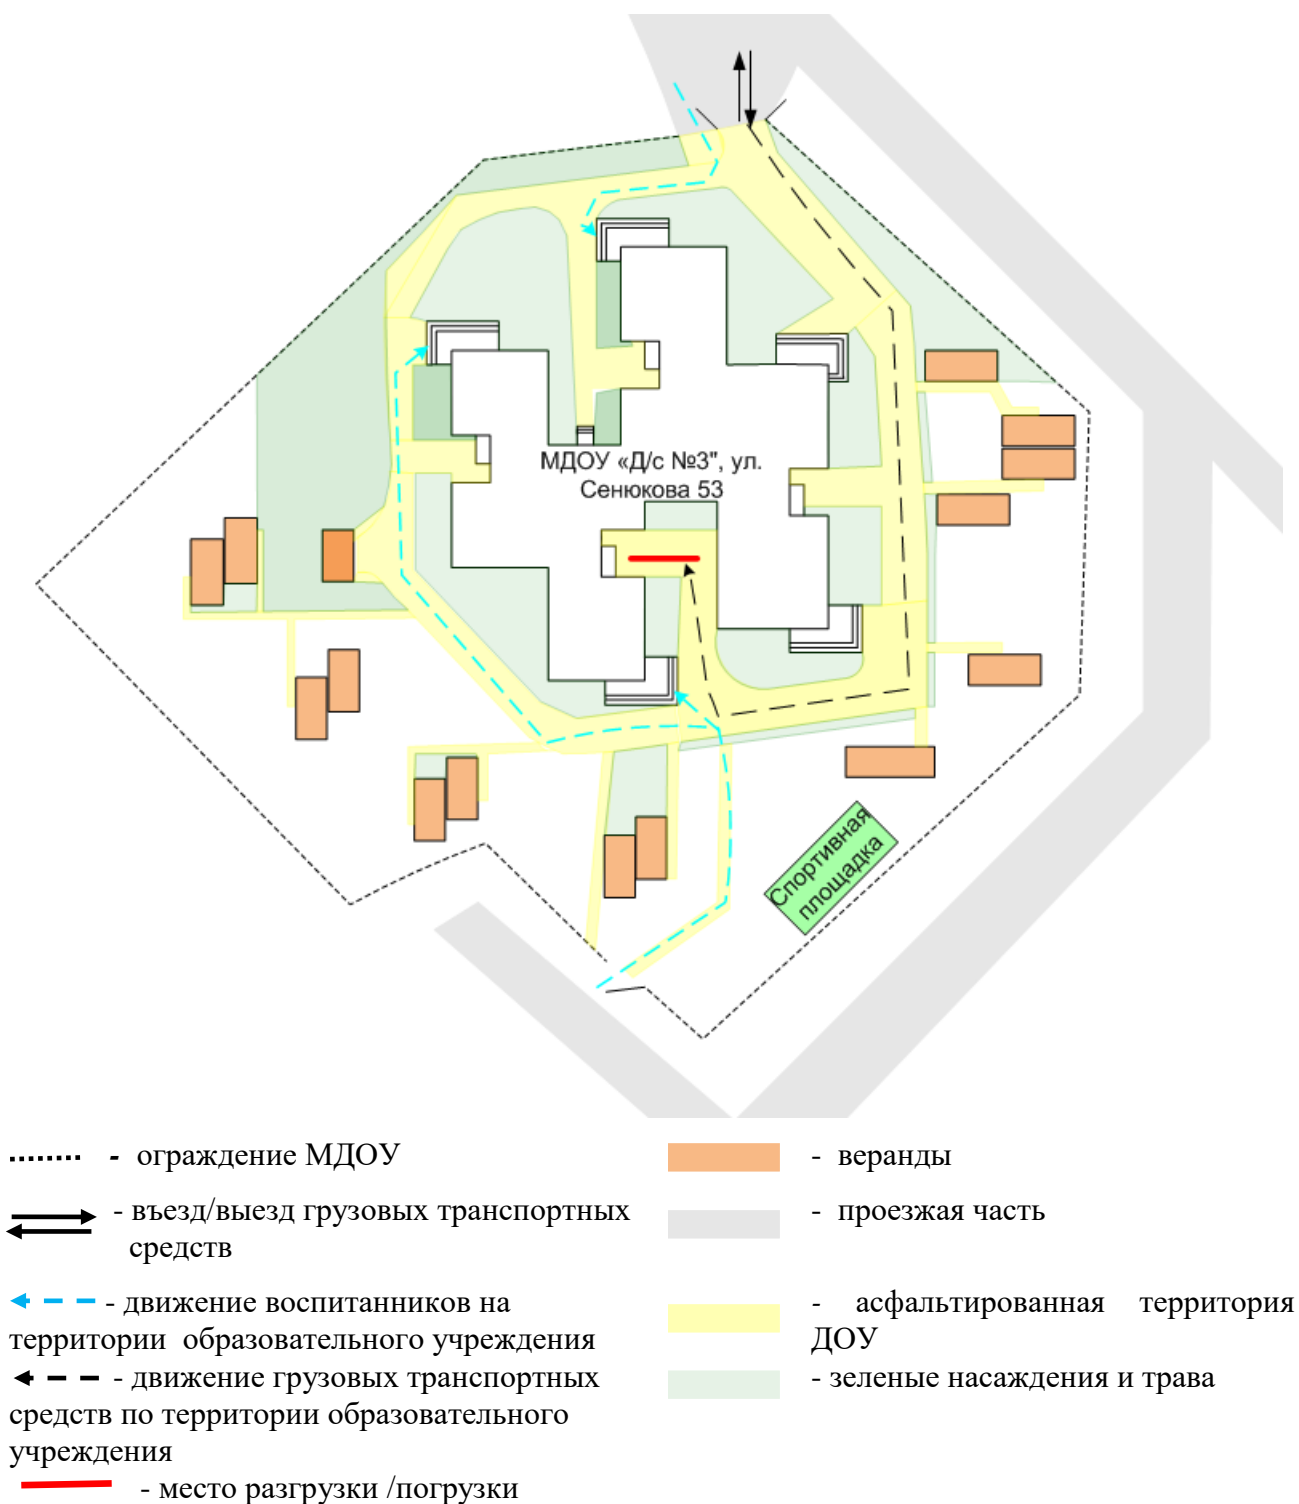 МДОУ «Д/с №3", ул.
Сенюкова 53
Спортивная
площадка
- ограждение МДОУ
- въезд/выезд грузовых транспортных
средств
- движение воспитанников на
территории образовательного учреждения
- движение грузовых транспортных
средств по территории образовательного
учреждения
- место разгрузки /погрузки
- веранды
- проезжая часть
- асфальтированная территория
ДОУ
- зеленые насаждения и трава